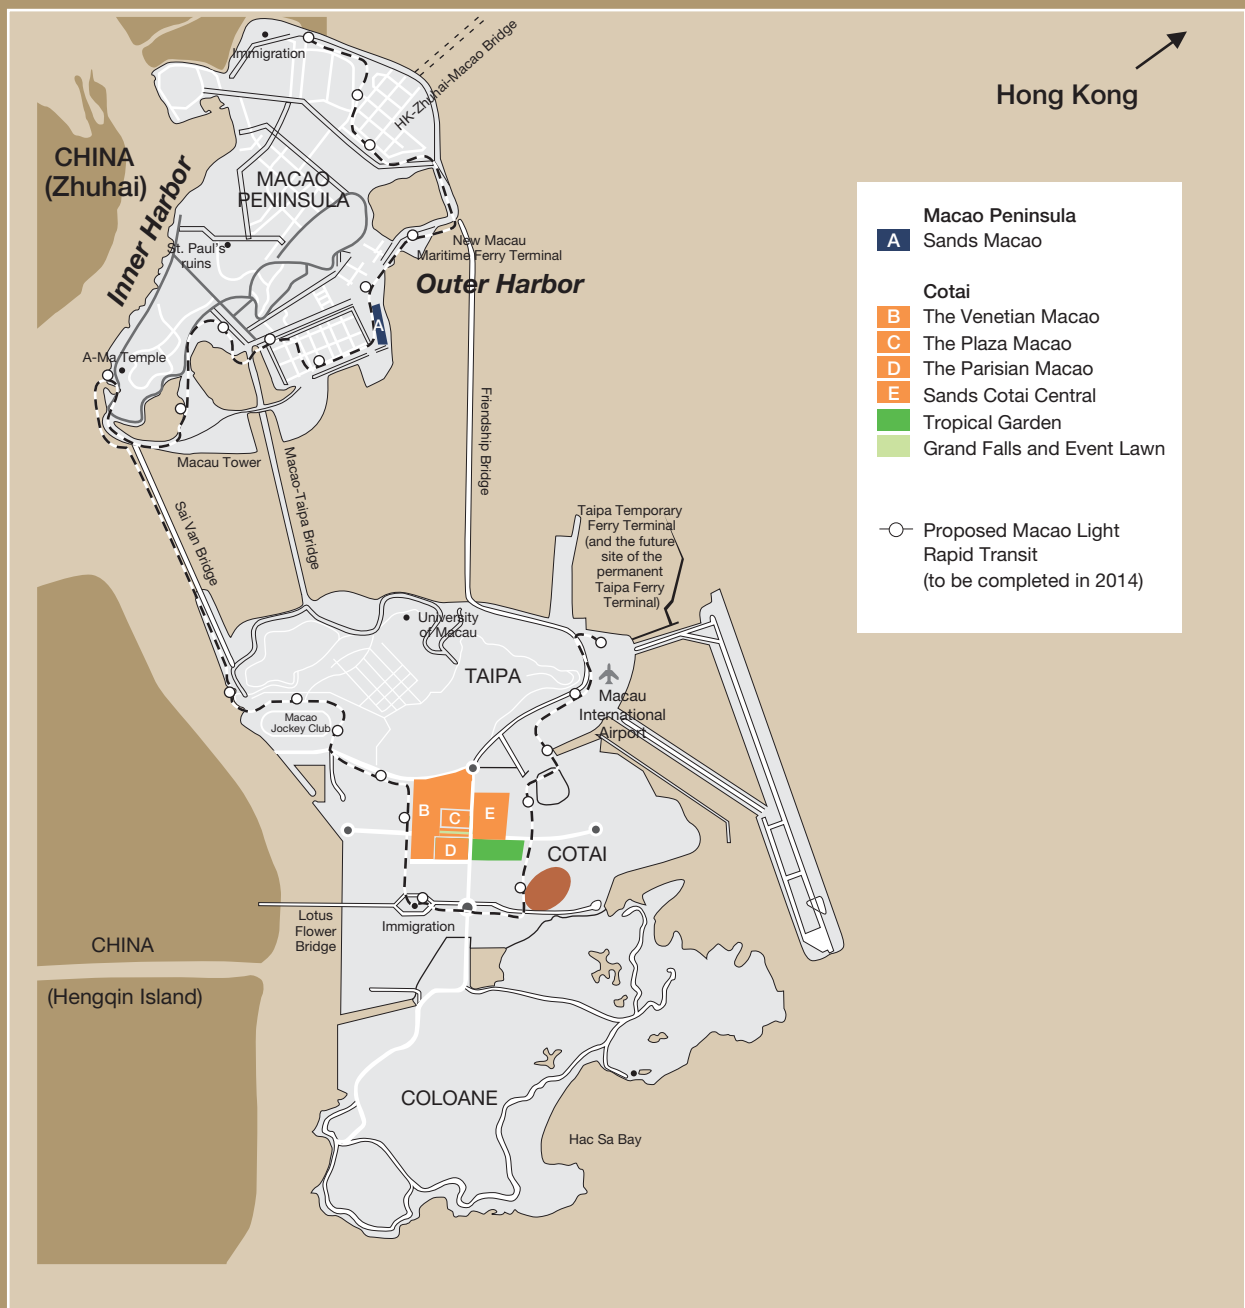 Immigration
HK-Zhuhai-Macao Bridge
Hong Kong
CHINA
(Zhuhai)
Inner Harbor
MACAO
PENINSULA
St. Paul's
ruins
New Macau
Maritime Ferry Terminal
Outer Harbor
A
A-Ma Temple
Macau Tower
Sai Van Bridge
Macao-Taipa Bridge
Friendship Bridge
Macao Peninsula
A Sands Macao
Cotai
B The Venetian Macao
C The Plaza Macao
D The Parisian Macao
E Sands Cotai Central
Tropical Garden
Grand Falls and Event Lawn
Proposed Macao Light
Rapid Transit
(to be completed in 2014)
Taipa Temporary
Ferry Terminal
(and the future
site of the
permanent
Taipa Ferry
Terminal)
University
of Macau
TAIPA
Macau
International
Airport
Macao
Jockey Club
B
C
E
D
COTAI
Lotus
Flower
Bridge
Immigration
CHINA
(Hengqin Island)
COLOANE
Hac Sa Bay